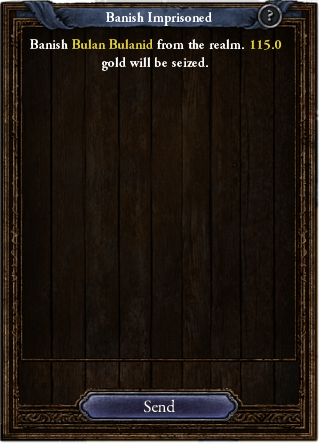 Banish Imprisoned
?
Banish Bulan Bulanid from the realm. 115.0
gold will be seized.
Send